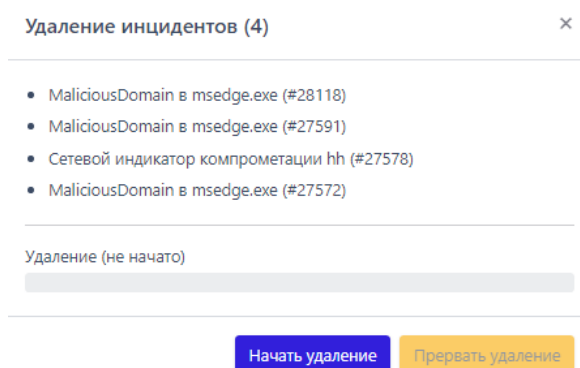 Удаление инцидентов (4)
×
• MaliciousDomain в msedge.exe (#28118)
• MaliciousDomain в msedge.exe (#27591)
• Сетевой индикатор компрометации hh (#27578)
• MaliciousDomain в msedge.exe (#27572)
Удаление (не начато)
Начать удаление
Прервать удаление